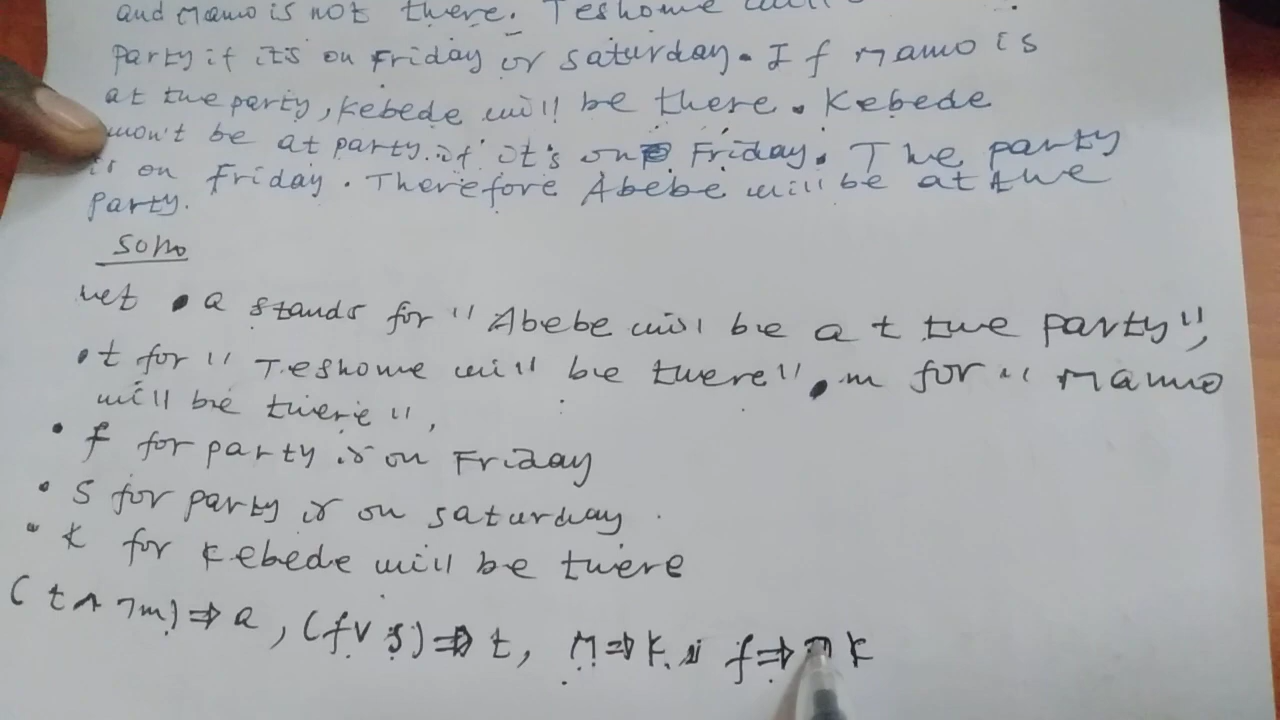 and Mamo is not there. Teshome will
party if it's on Friday or saturday. If Mamo is
at the party, Kebede will be there. Kebede
won't be at party if it's on Friday. The party
is on Friday. Therefore Abebe will be at the
party.
Soln
Let • a stands for "Abebe will be at the party",
• t for "Teshome will be there", m for "Mamo
will be there",
• f for party is on Friday
• S for party is on saturday
• K for Kebede will be there
(t∧¬m)⇒a, (f∨s)⇒t, M⇒K, f⇒¬K